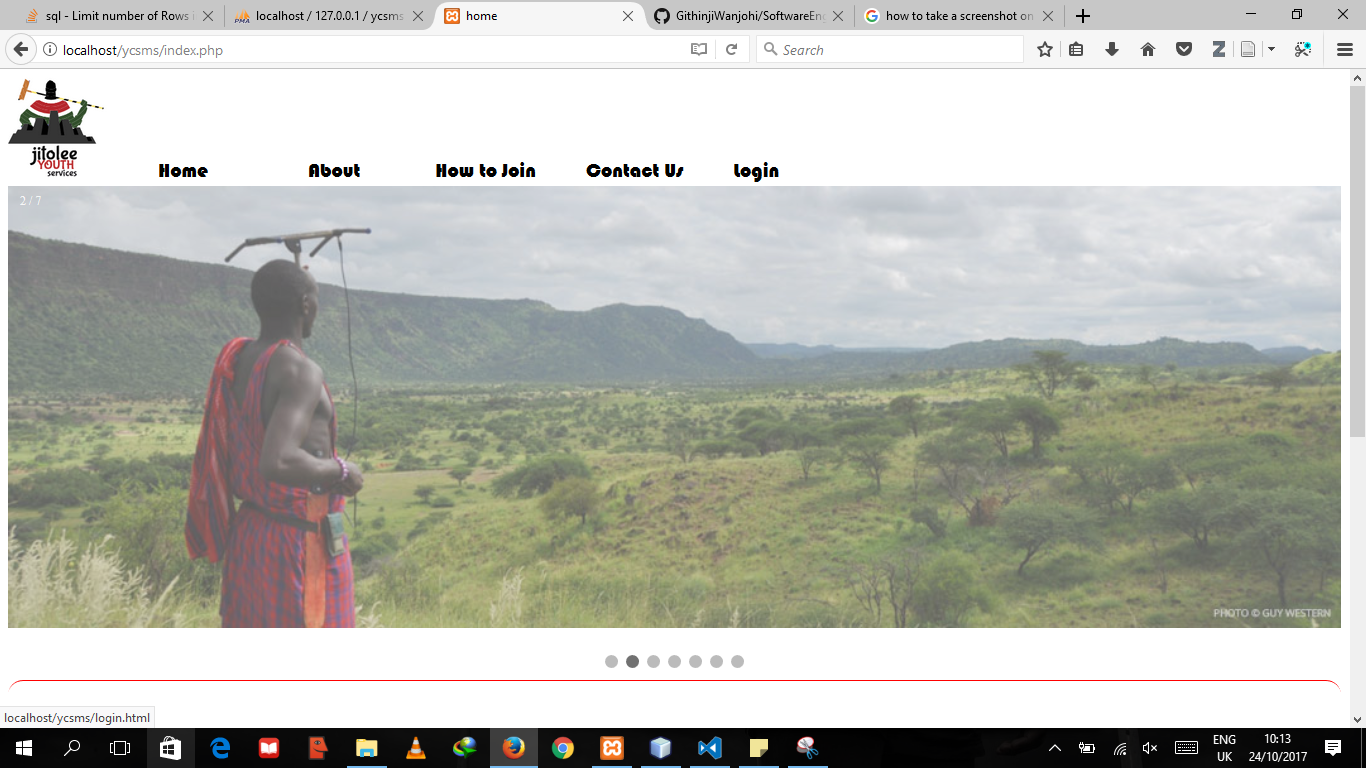 sql - Limit number of Rows i
localhost / 127.0.0.1 / ycsms
home
GithinjiWanjohi/SoftwareEng
how to take a screenshot on
localhost/ycsms/index.php
Search
jitolee
YOUTH
services
Home About How to Join Contact Us Login
2 / 7
PHOTO © GUY WESTERN
localhost/ycsms/login.html
ENG
UK
10:13
24/10/2017